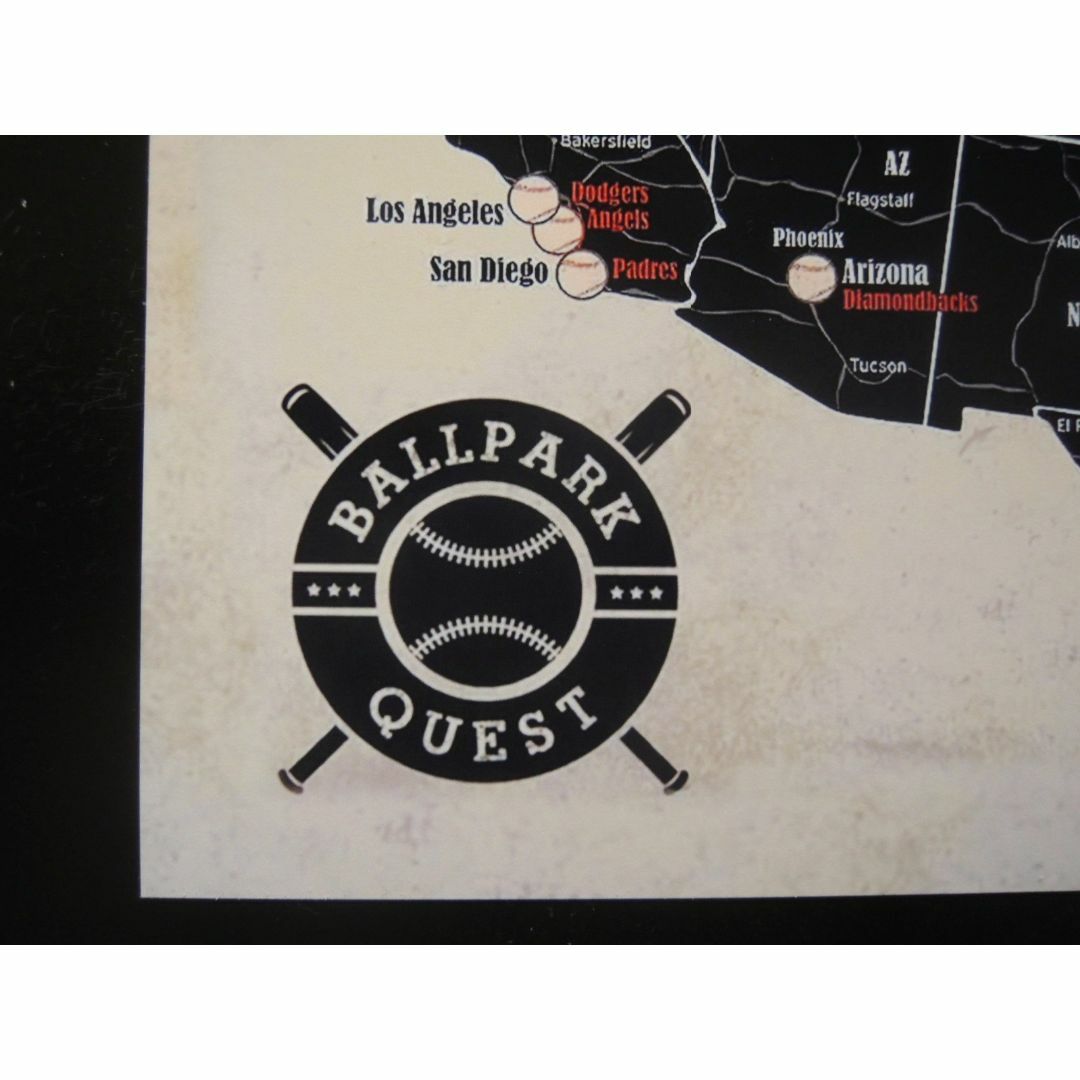 Bakersfield
AZ
Dodgers
Flagstaff
Los Angeles
Angels
Phoenix
San Diego
Padres
Arizona
Diamondbacks
Tucson
BALLPARK
QUEST